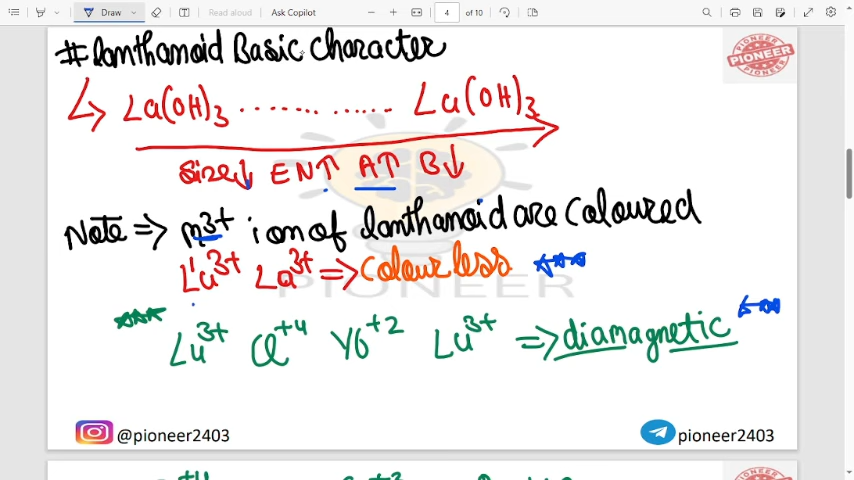 Draw
Read aloud
Ask Copilot
4
of 10
# Lanthanoid Basic Character
PIONEER
La(OH)3 ............. Lu(OH)3
Size↓ EN↑ A↑ B↓
Note => m3+ ion of lanthanoid are coloured
Lu3+ La3+ => colourless
PIONEER
Lu3+ Ce+4 Yb+2 Lu3+ => diamagnetic
@pioneer2403
pioneer2403